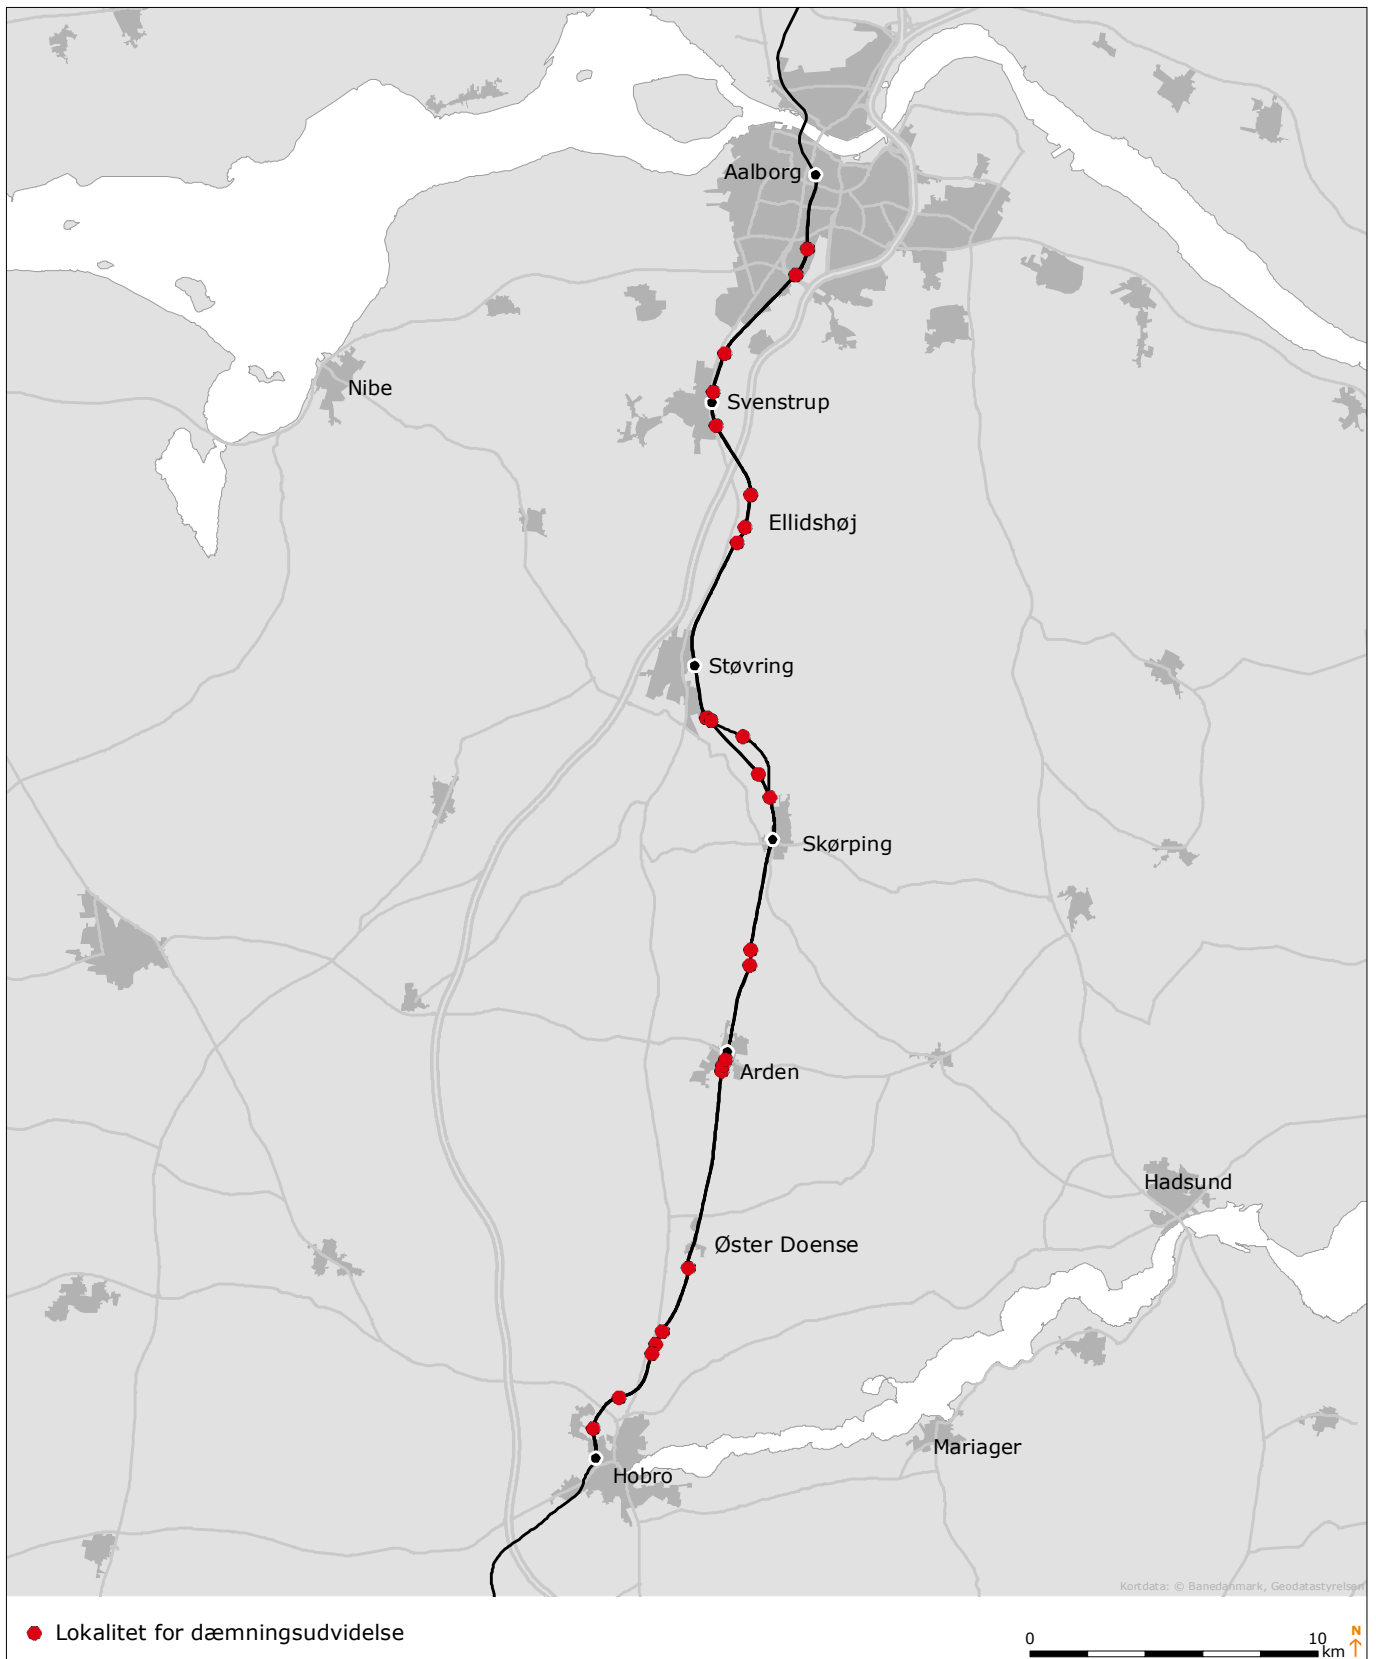 Aalborg
Nibe
Svenstrup
Ellidshøj
Støvring
Skørping
Arden
Hadsund
Øster Doense
Mariager
Hobro
Kortdata: © Banedanmark, Geodatastyrelsen
Lokalitet for dæmningsudvidelse
0 10 km
N